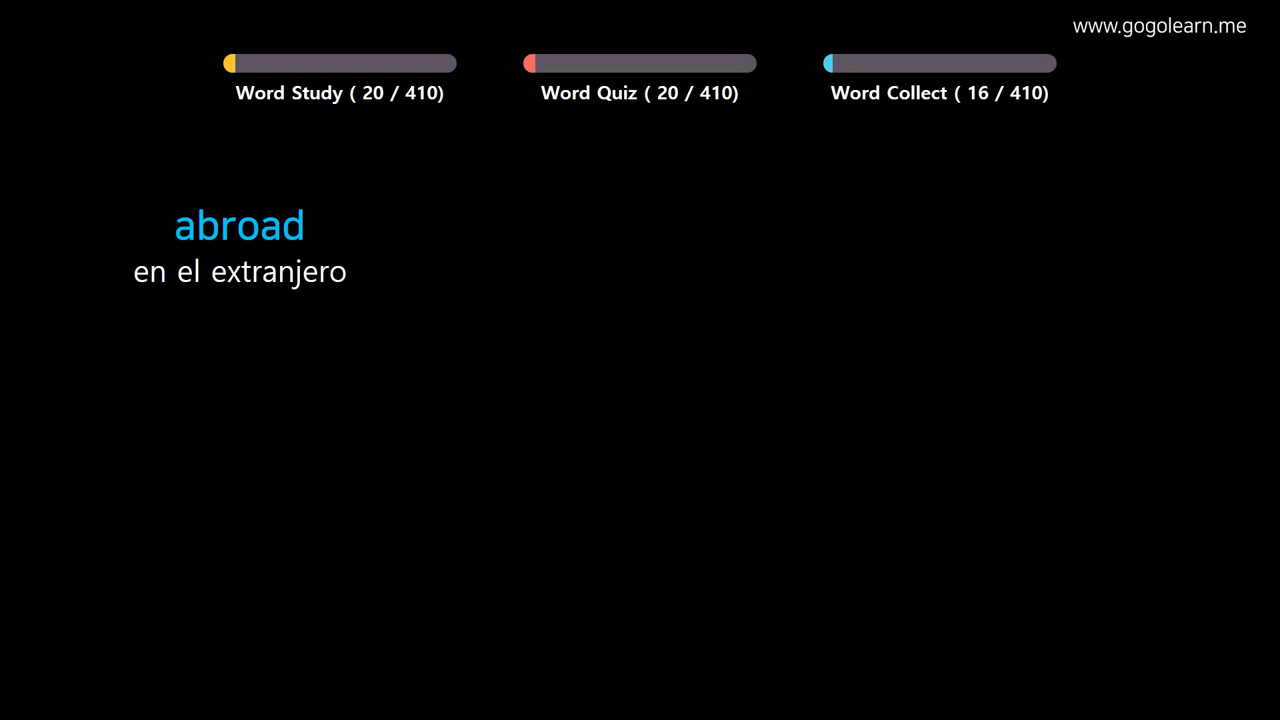 www.gogolearn.me
Word Study ( 20 / 410)
Word Quiz ( 20 / 410)
Word Collect ( 16 / 410)
abroad
en el extranjero